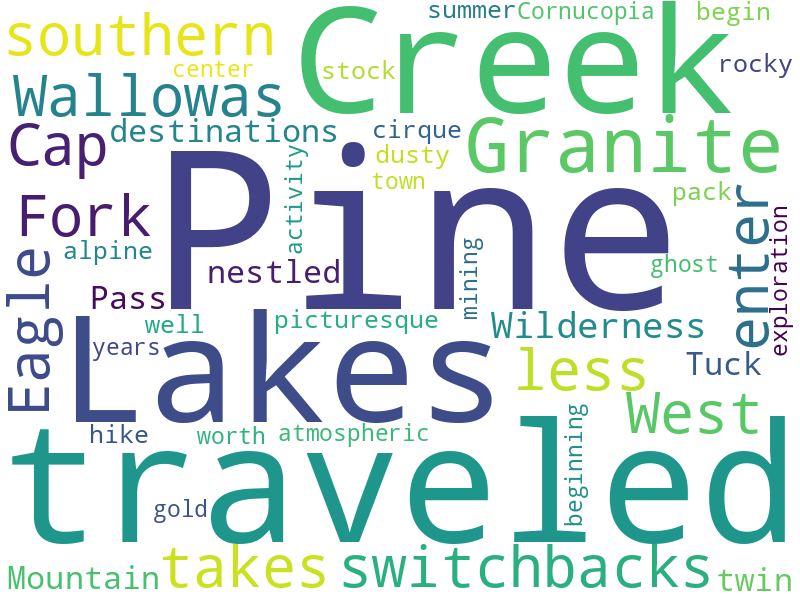 summer
Cornucopia
begin
southern
Creek
center
stock
rocky
Wallowas
destinations
cirque
Granite
Cap
dusty
activity
town
Pine
pack
Fork
enter
alpine
exploration
mining
ghost
Eagle
nestled
Pass
well
picturesque
Wilderness
Lakes
years
less
Tuck
West
hike
worth
atmospheric
beginning
traveled
gold
Mountain
takes
switchbacks
twin